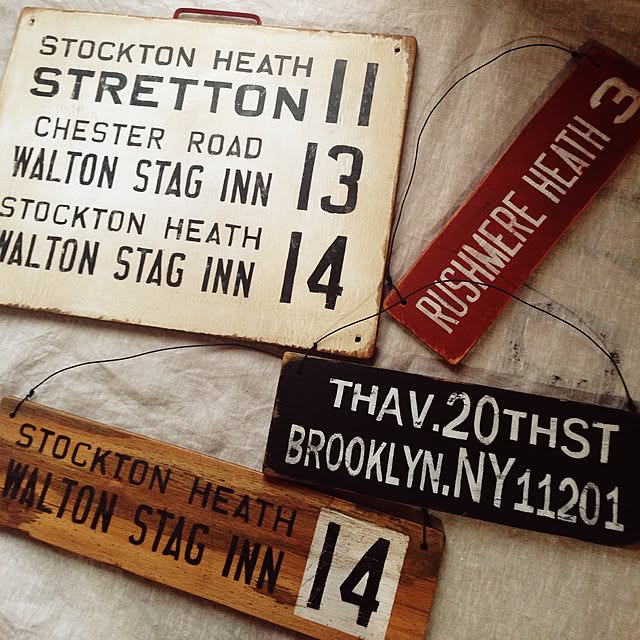 STOCKTON HEATH
STRETTON 11
CHESTER ROAD
WALTON STAG INN 13
STOCKTON HEATH
WALTON STAG INN 14
RUSHMERE HEATH 3
THAV.20THST
BROOKLYN.NY11201
STOCKTON HEATH
WALTON STAG INN 14